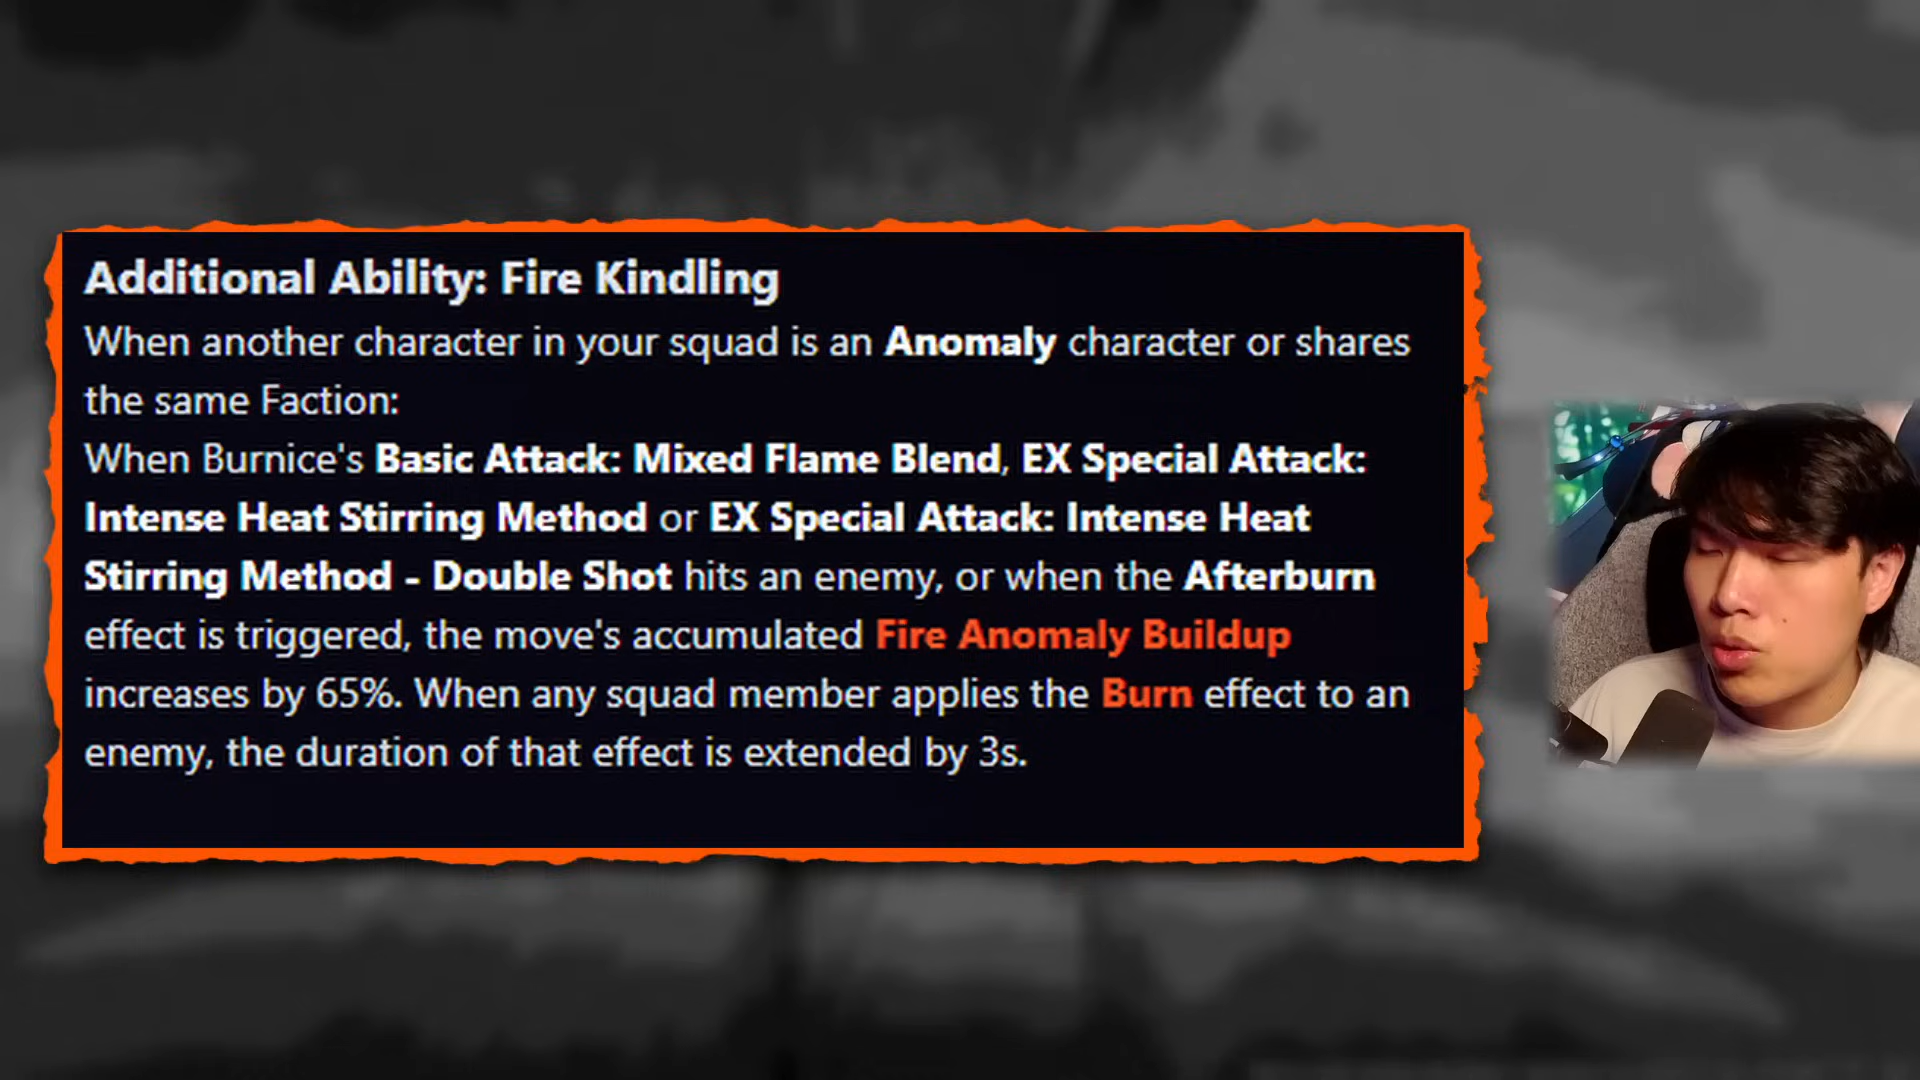 Additional Ability: Fire Kindling
When another character in your squad is an Anomaly character or shares
the same Faction:
When Burnice's Basic Attack: Mixed Flame Blend, EX Special Attack:
Intense Heat Stirring Method or EX Special Attack: Intense Heat
Stirring Method - Double Shot hits an enemy, or when the Afterburn
effect is triggered, the move's accumulated Fire Anomaly Buildup
increases by 65%. When any squad member applies the Burn effect to an
enemy, the duration of that effect is extended by 3s.